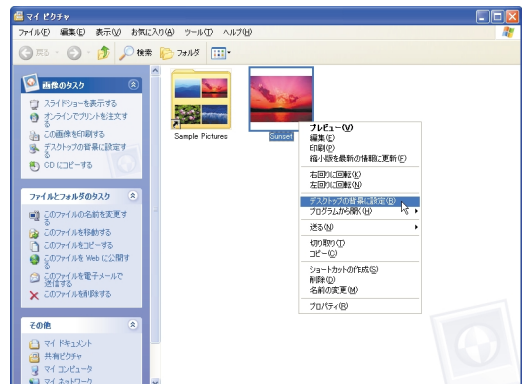 マイ ピクチャ
ファイル(F) 編集(E) 表示(V) お気に入り(A) ツール(T) ヘルプ(H)
戻る 検索 フォルダ
画像のタスク
スライドショーを表示する
オンラインでプリントを注文す
る
この画像を印刷する
デスクトップの背景に設定す
る
CD にコピーする
ファイルとフォルダのタスク
このファイルの名前を変更す
る
このファイルを移動する
このファイルをコピーする
このファイルを Web に公開す
る
このファイルを電子メールで
送信する
このファイルを削除する
その他
マイ ドキュメント
共有ピクチャ
マイ コンピュータ
マイ ネットワーク
Sample Pictures
Sunset
プレビュー(V)
編集(E)
印刷(P)
縮小版を最新の情報に更新(F)
右回りに回転(K)
左回りに回転(N)
デスクトップの背景に設定(B)
プログラムから開く(H)
送る(N)
切り取り(T)
コピー(C)
ショートカットの作成(S)
削除(D)
名前の変更(M)
プロパティ(R)